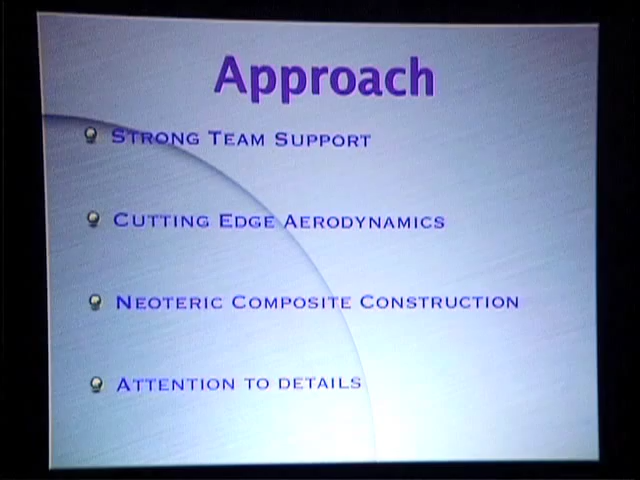 Approach
Strong Team Support
Cutting Edge Aerodynamics
Neoteric Composite Construction
Attention to details